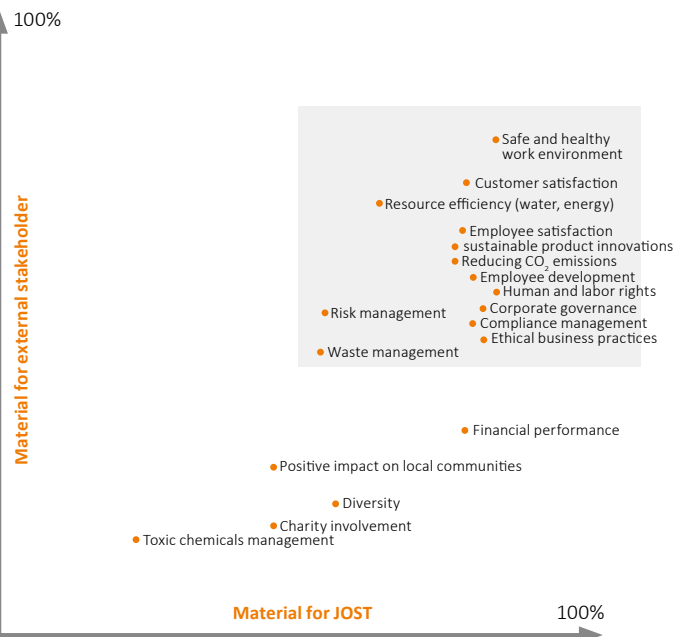 100%
Safe and healthy
work environment
Customer satisfaction
Resource efficiency (water, energy)
Employee satisfaction
sustainable product innovations
Reducing CO₂ emissions
Employee development
Human and labor rights
Corporate governance
Risk management
Compliance management
Ethical business practices
Waste management
Material for external stakeholder
Financial performance
Positive impact on local communities
Diversity
Charity involvement
Toxic chemicals management
Material for JOST
100%